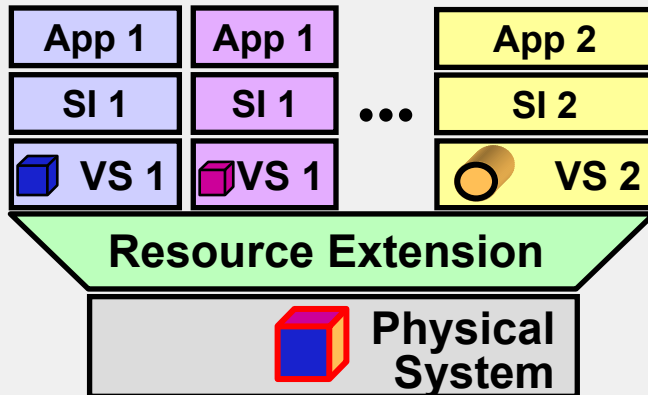 App 1 App 1 App 2
SI 1 SI 1 ••• SI 2
VS 1 VS 1 VS 2
Resource Extension
Physical
System